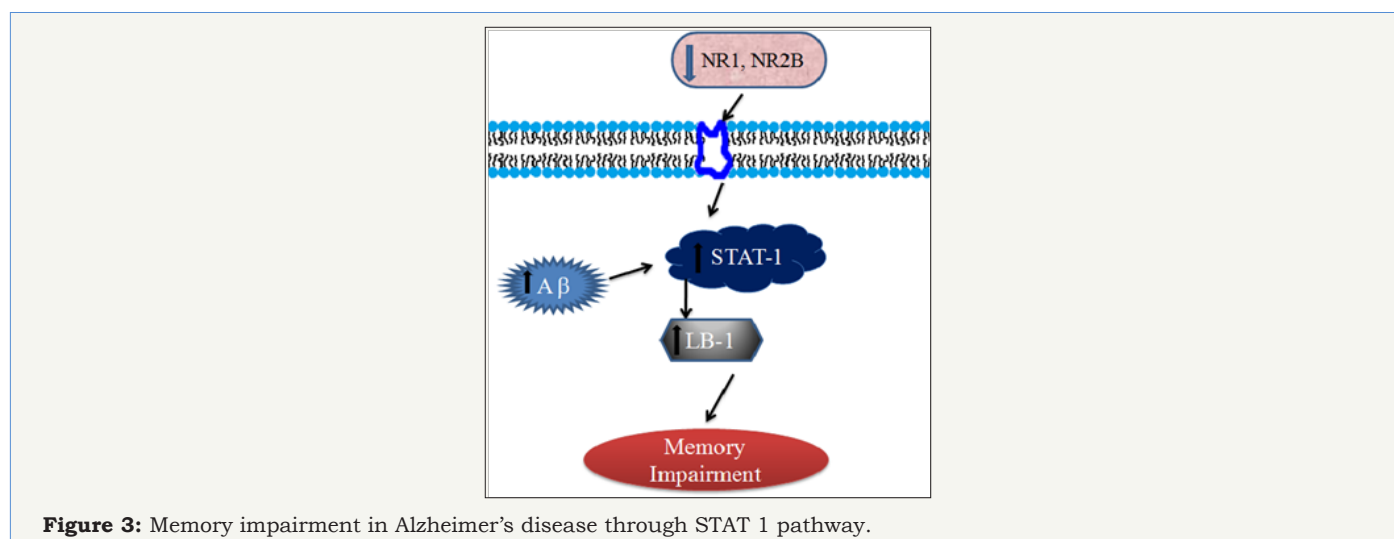 NR1, NR2B
STAT-1
Aβ
LB-1
Memory
Impairment
Figure 3: Memory impairment in Alzheimer's disease through STAT 1 pathway.